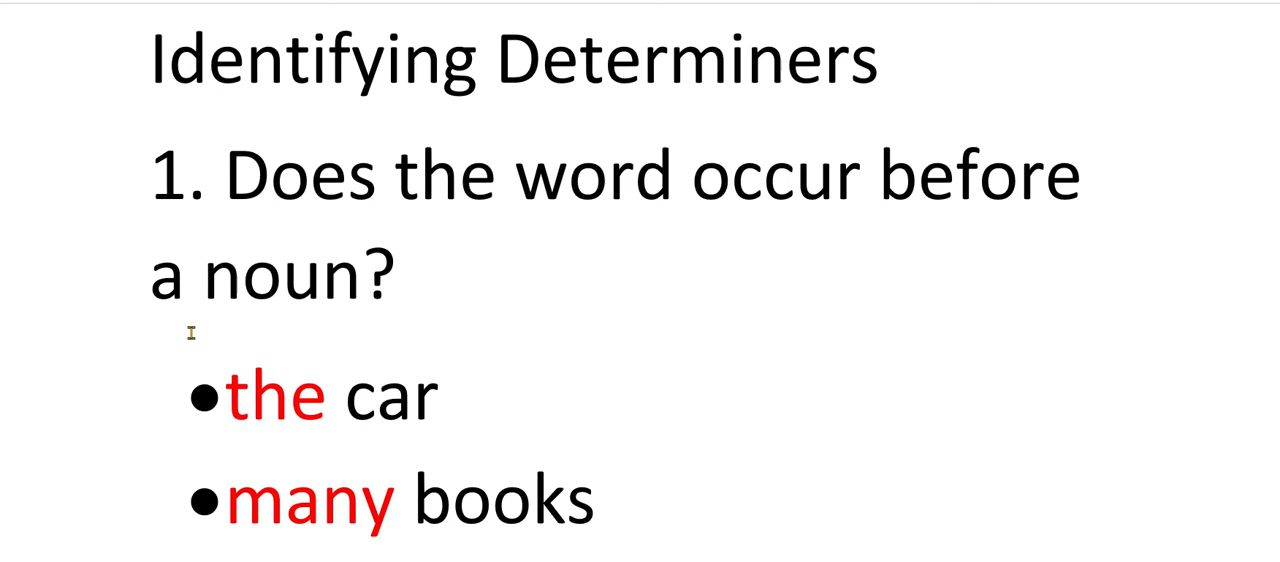 Identifying Determiners
1. Does the word occur before
a noun?
•the car
•many books